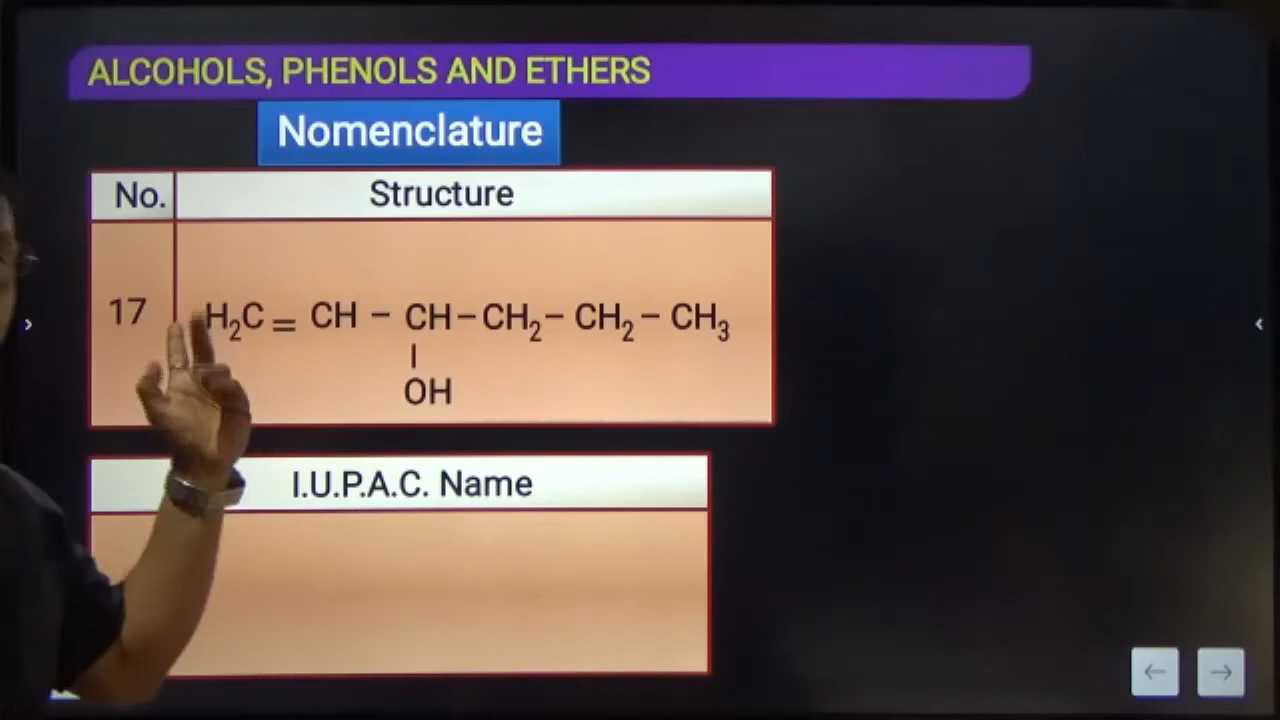 ALCOHOLS, PHENOLS AND ETHERS
Nomenclature
No. Structure
17 H₂C = CH – CH – CH₂ – CH₂ – CH₃
|
OH
I.U.P.A.C. Name